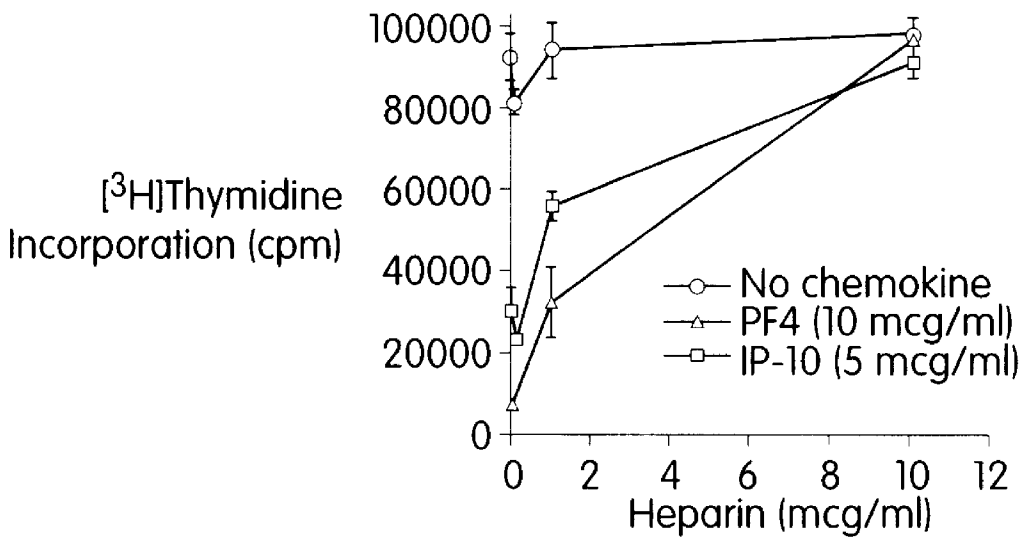 100000
80000
60000
40000
20000
0
[³H]Thymidine
Incorporation (cpm)
No chemokine
PF4 (10 mcg/ml)
IP-10 (5 mcg/ml)
0 2 4 6 8 10 12
Heparin (mcg/ml)